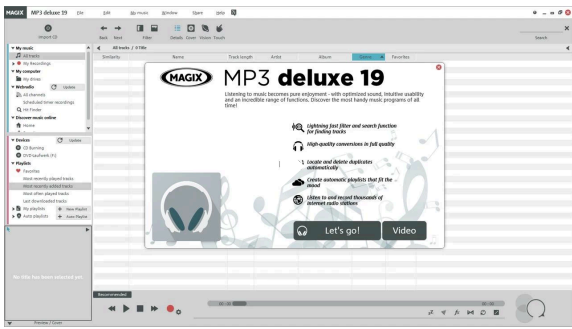 MAGIX MP3 deluxe 19 File Edit My music Window Share Help
Import CD
Back Next Filter Details Cover Vision Touch
Search
My music
All tracks / 0 Title
All tracks
Similarity Name Track length Artist Album Genre Favorites
My Recordings
My computer
My drives
Webradio Update
All channels
Scheduled timer recordings
Hit Finder
Discover music online
Home
Devices Update
CD Burning
DVD-Laufwerk (F:)
Playlists
Favorites
Most recently played tracks
Most recently added tracks
Most often played tracks
Last downloaded tracks
My playlists + New Playlist
Auto playlists + Auto Playlist
MAGIX
MP3 deluxe 19
Listening to music becomes pure enjoyment - with optimized sound, intuitive usability
and an incredible range of functions. Discover the most handy music programs of all
time!
Lightning fast filter and search function
for finding tracks
High-quality conversions in full quality
Locate and delete duplicates
automatically
Create automatic playlists that fit the
mood
Listen to and record thousands of
internet radio stations
Let's go! Video
No title has been selected yet.
Recommended
00:00 00:00
Preview / Cover